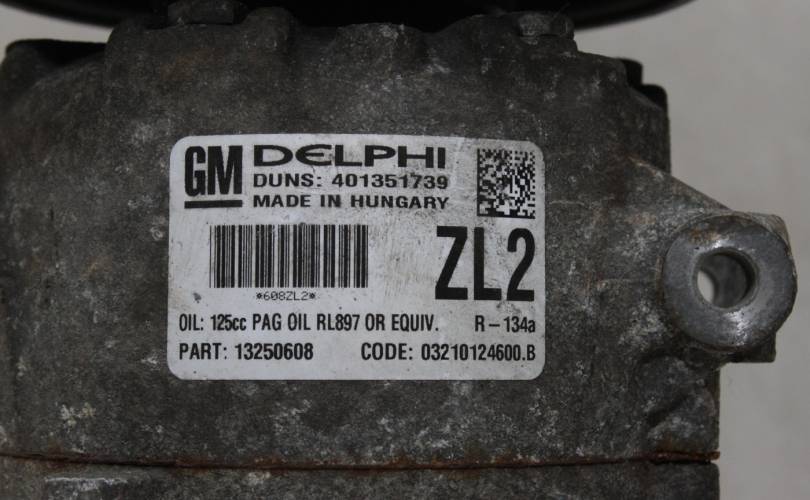 GM DELPHI
DUNS: 401351739
MADE IN HUNGARY
ZL2
*608ZL2*
OIL: 125cc PAG OIL RL897 OR EQUIV. R-134a
PART: 13250608 CODE: 03210124600.B